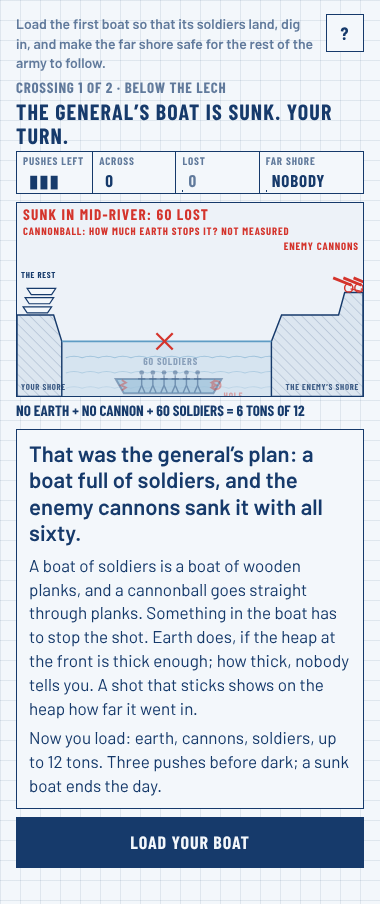 Load the first boat so that its soldiers land, dig
in, and make the far shore safe for the rest of the
army to follow.
?
CROSSING 1 OF 2 · BELOW THE LECH
THE GENERAL'S BOAT IS SUNK. YOUR
TURN.
PUSHES LEFT
ACROSS
0
LOST
0
FAR SHORE
NOBODY
SUNK IN MID-RIVER: 60 LOST
CANNONBALL: HOW MUCH EARTH STOPS IT? NOT MEASURED
ENEMY CANNONS
THE REST
60 SOLDIERS
HOLE
YOUR SHORE
THE ENEMY'S SHORE
NO EARTH + NO CANNON + 60 SOLDIERS = 6 TONS OF 12
That was the general's plan: a
boat full of soldiers, and the
enemy cannons sank it with all
sixty.
A boat of soldiers is a boat of wooden
planks, and a cannonball goes straight
through planks. Something in the boat has
to stop the shot. Earth does, if the heap at
the front is thick enough; how thick, nobody
tells you. A shot that sticks shows on the
heap how far it went in.
Now you load: earth, cannons, soldiers, up
to 12 tons. Three pushes before dark; a sunk
boat ends the day.
LOAD YOUR BOAT